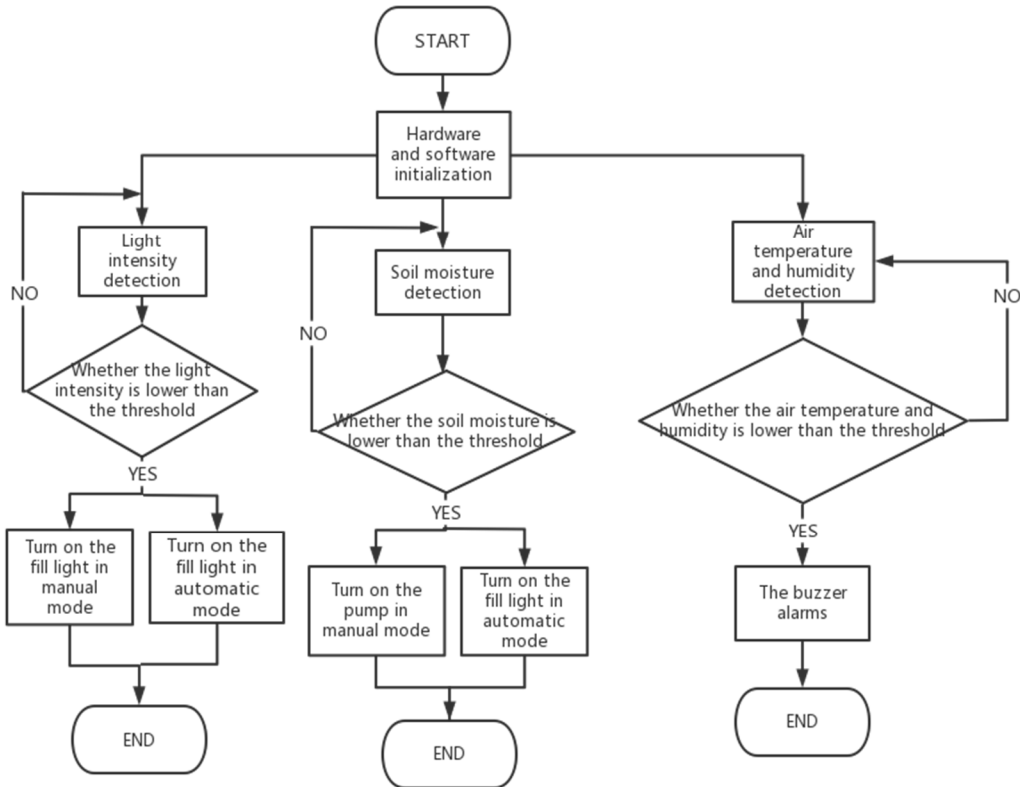 START
Hardware
and software
initialization
Light
intensity
detection
NO
Whether the light
intensity is lower than
the threshold
YES
Turn on the
fill light in
manual
mode
Turn on the
fill light in
automatic
mode
END
Soil moisture
detection
NO
Whether the soil moisture is
lower than the threshold
YES
Turn on the
pump in
manual mode
Turn on the
fill light in
automatic
mode
END
Air
temperature
and humidity
detection
NO
Whether the air temperature and
humidity is lower than the threshold
YES
The buzzer
alarms
END